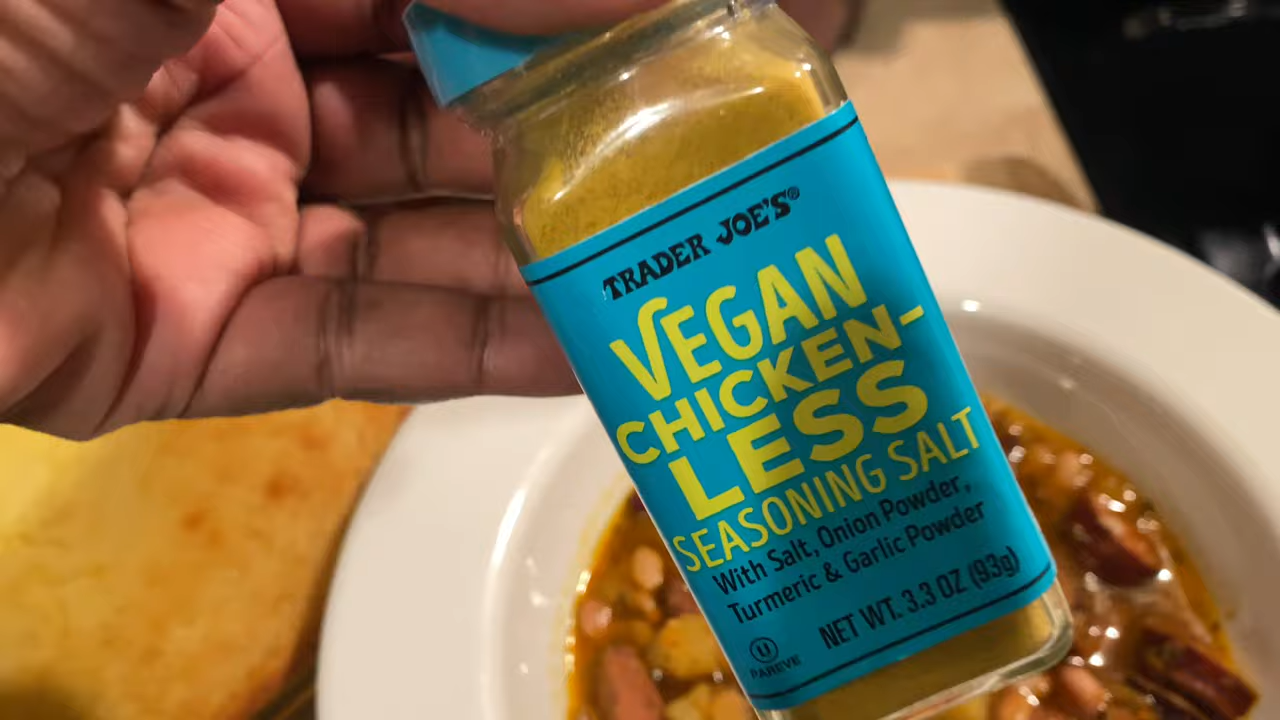 TRADER JOE'S®
VEGAN
CHICKEN-
LESS
SEASONING SALT
With Salt, Onion Powder,
Turmeric & Garlic Powder
NET WT. 3.3 OZ (93g)
U
PAREVE